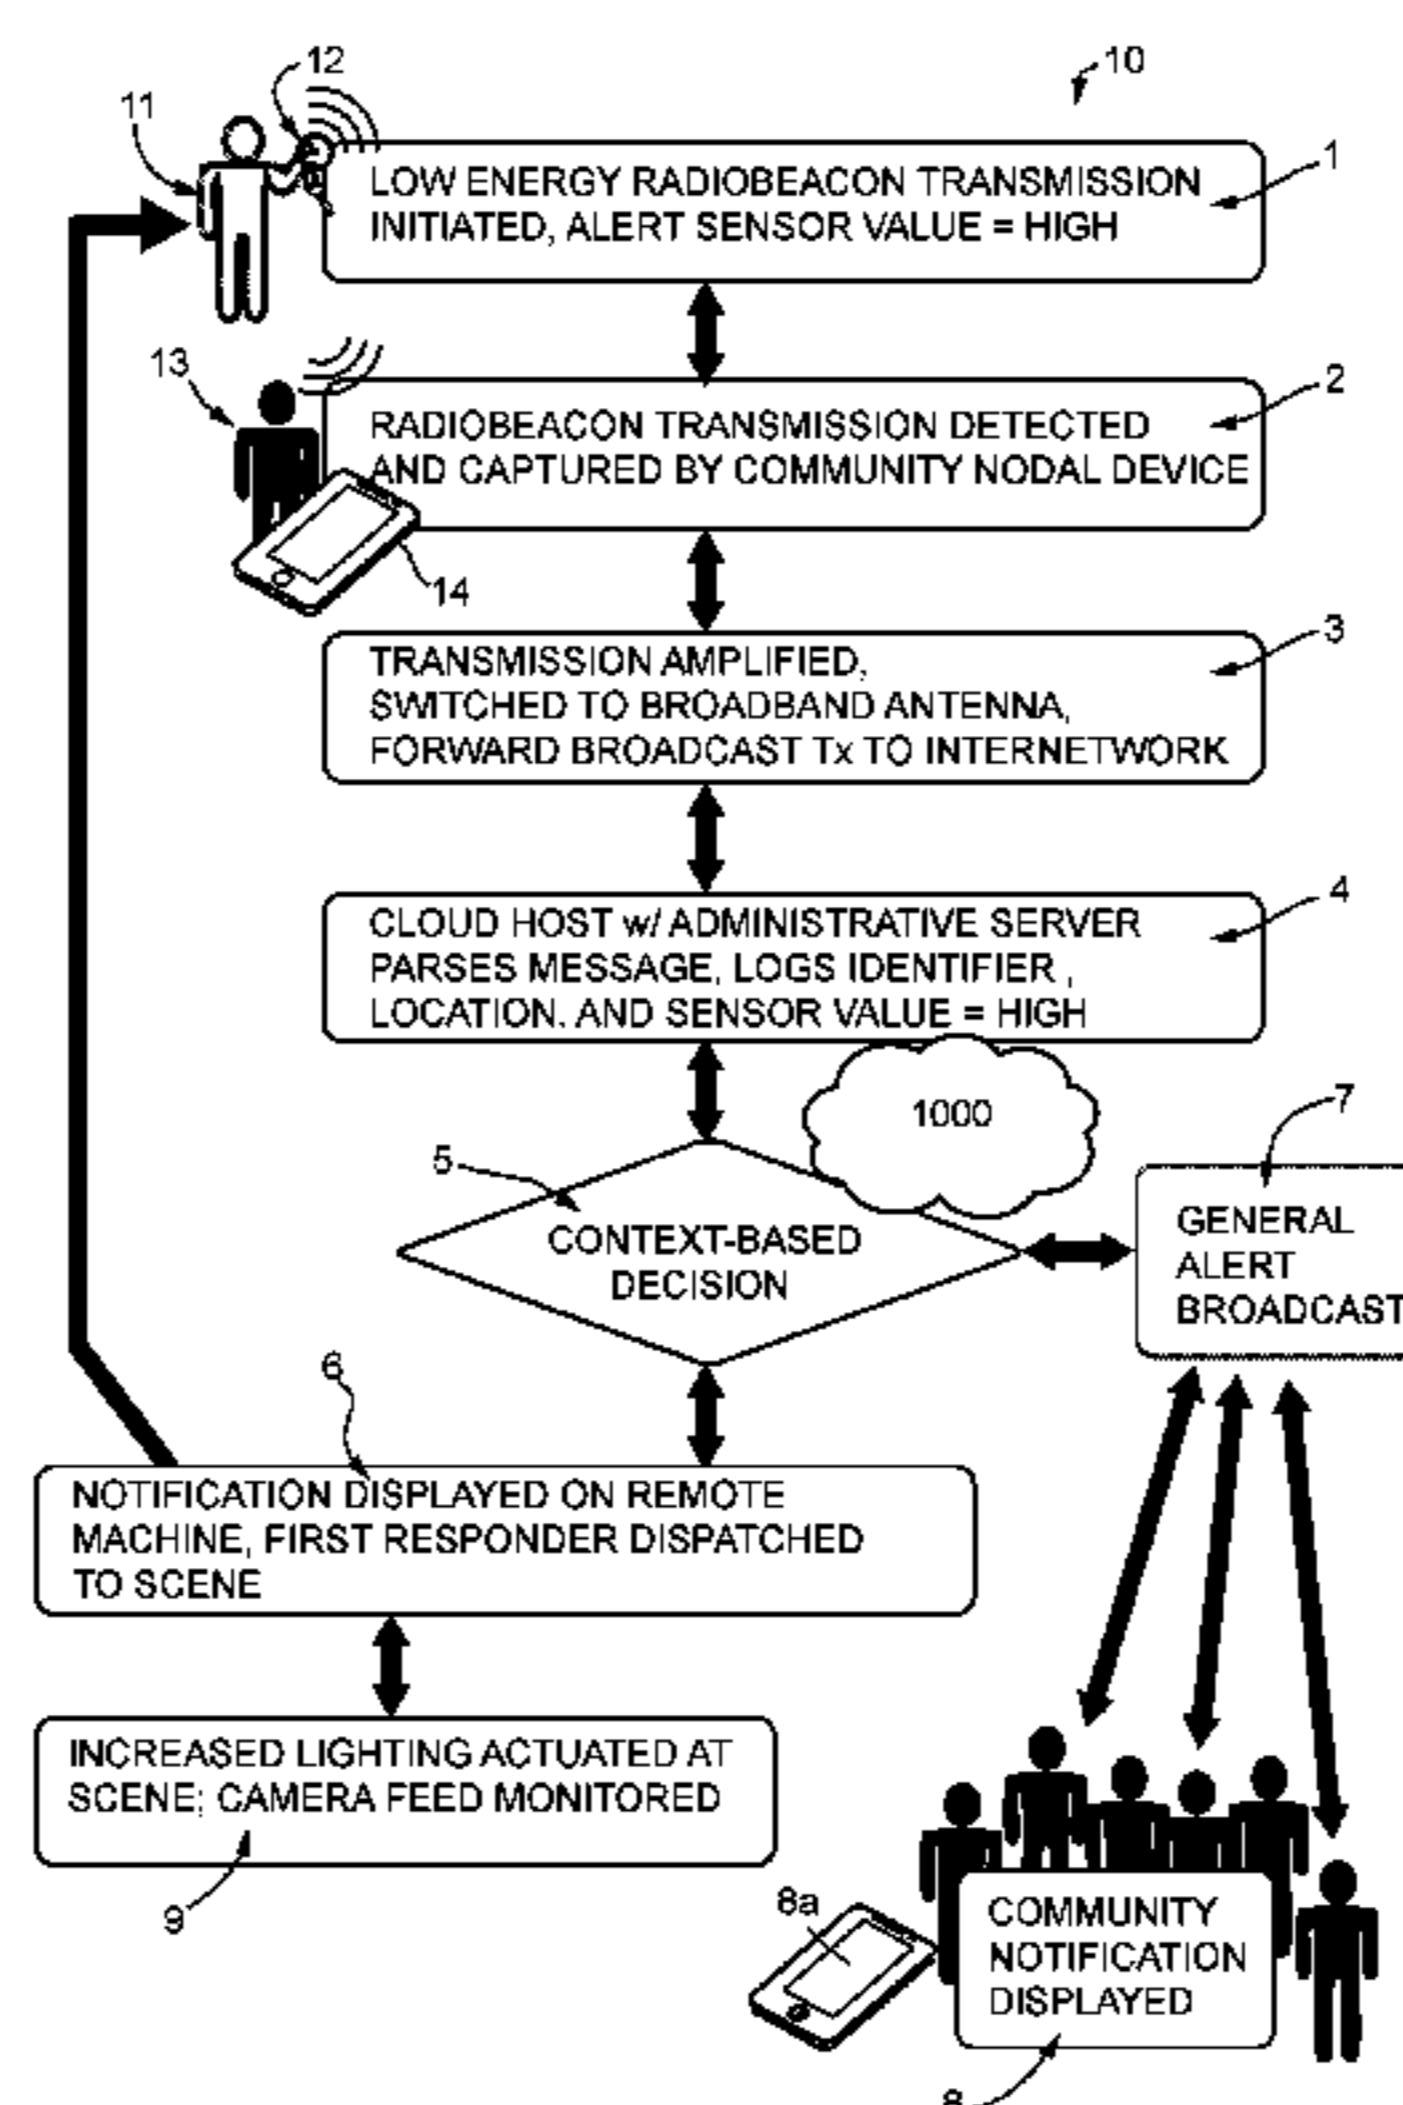 12
10
11
1
LOW ENERGY RADIOBEACON TRANSMISSION
INITIATED, ALERT SENSOR VALUE = HIGH
13
2
RADIOBEACON TRANSMISSION DETECTED
AND CAPTURED BY COMMUNITY NODAL DEVICE
14
3
TRANSMISSION AMPLIFIED,
SWITCHED TO BROADBAND ANTENNA,
FORWARD BROADCAST Tx TO INTERNETWORK
4
CLOUD HOST w/ ADMINISTRATIVE SERVER
PARSES MESSAGE, LOGS IDENTIFIER ,
LOCATION, AND SENSOR VALUE = HIGH
1000
7
5
CONTEXT-BASED
DECISION
GENERAL
ALERT
BROADCAST
6
NOTIFICATION DISPLAYED ON REMOTE
MACHINE, FIRST RESPONDER DISPATCHED
TO SCENE
INCREASED LIGHTING ACTUATED AT
SCENE; CAMERA FEED MONITORED
9
8a
COMMUNITY
NOTIFICATION
DISPLAYED
8